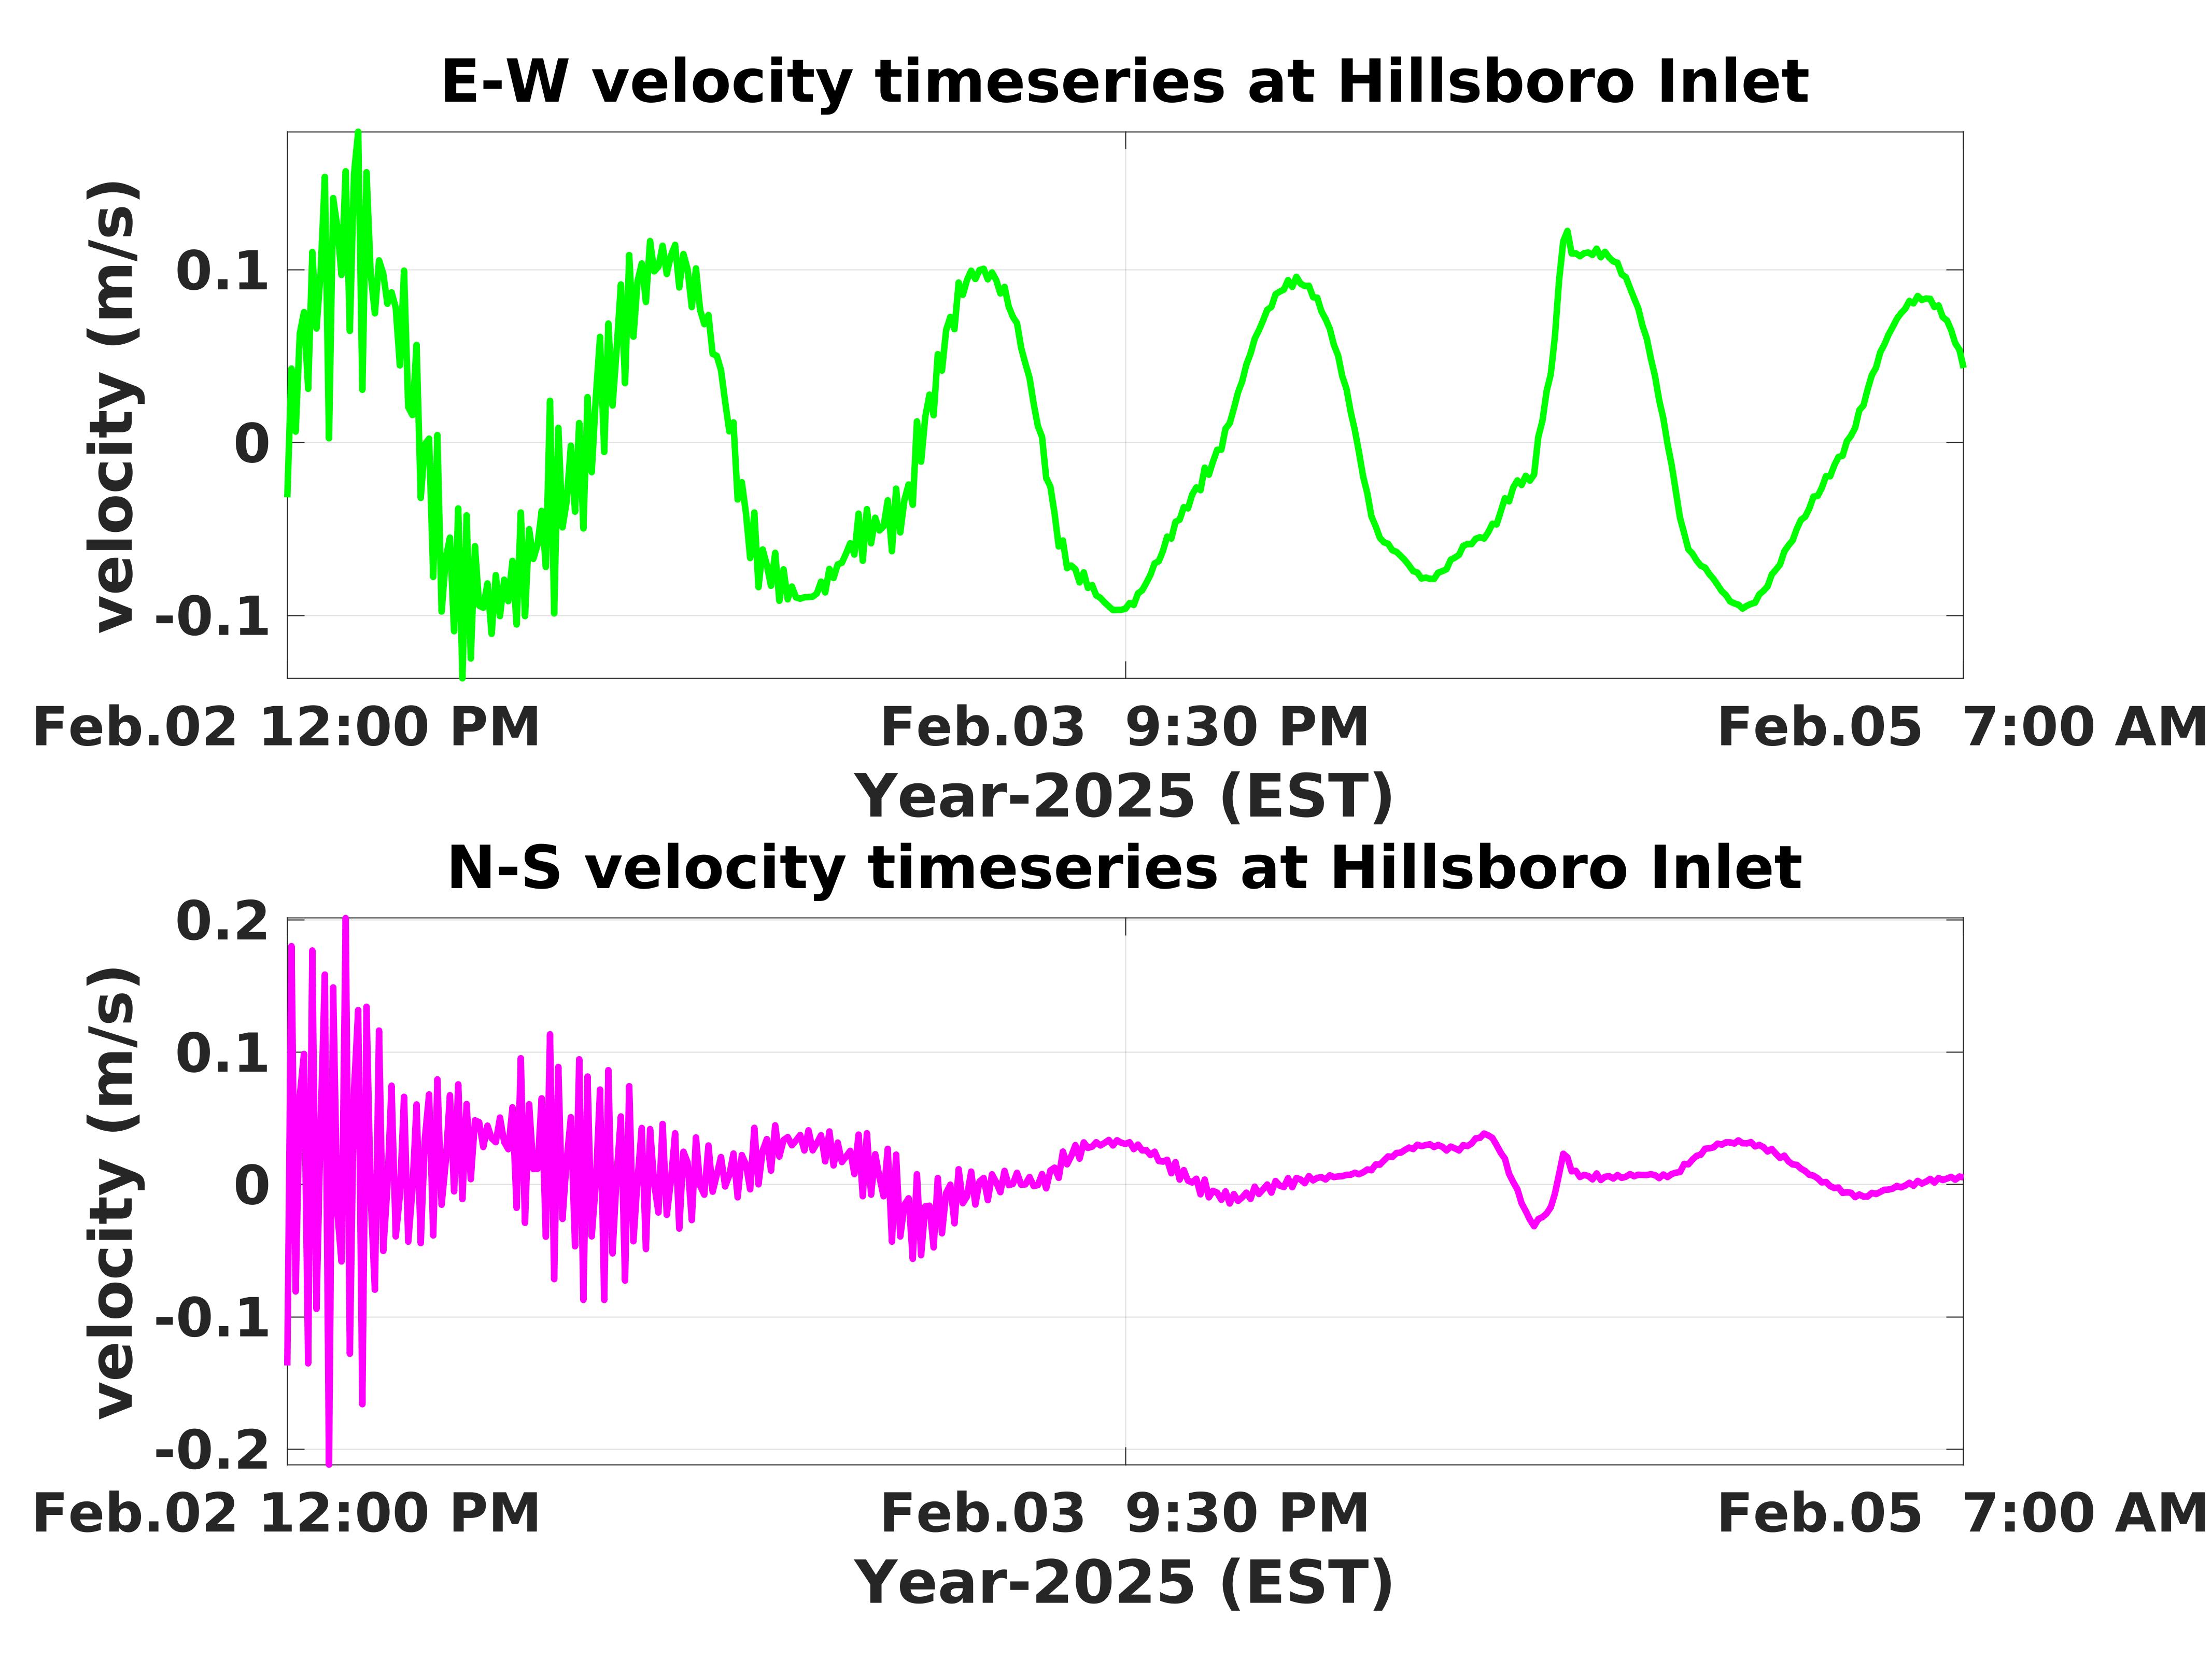 E-W velocity timeseries at Hillsboro Inlet
velocity (m/s)
0.1
0
-0.1
Feb.02 12:00 PM
Feb.03 9:30 PM
Feb.05 7:00 AM
Year-2025 (EST)
N-S velocity timeseries at Hillsboro Inlet
velocity (m/s)
0.2
0.1
0
-0.1
-0.2
Feb.02 12:00 PM
Feb.03 9:30 PM
Feb.05 7:00 AM
Year-2025 (EST)